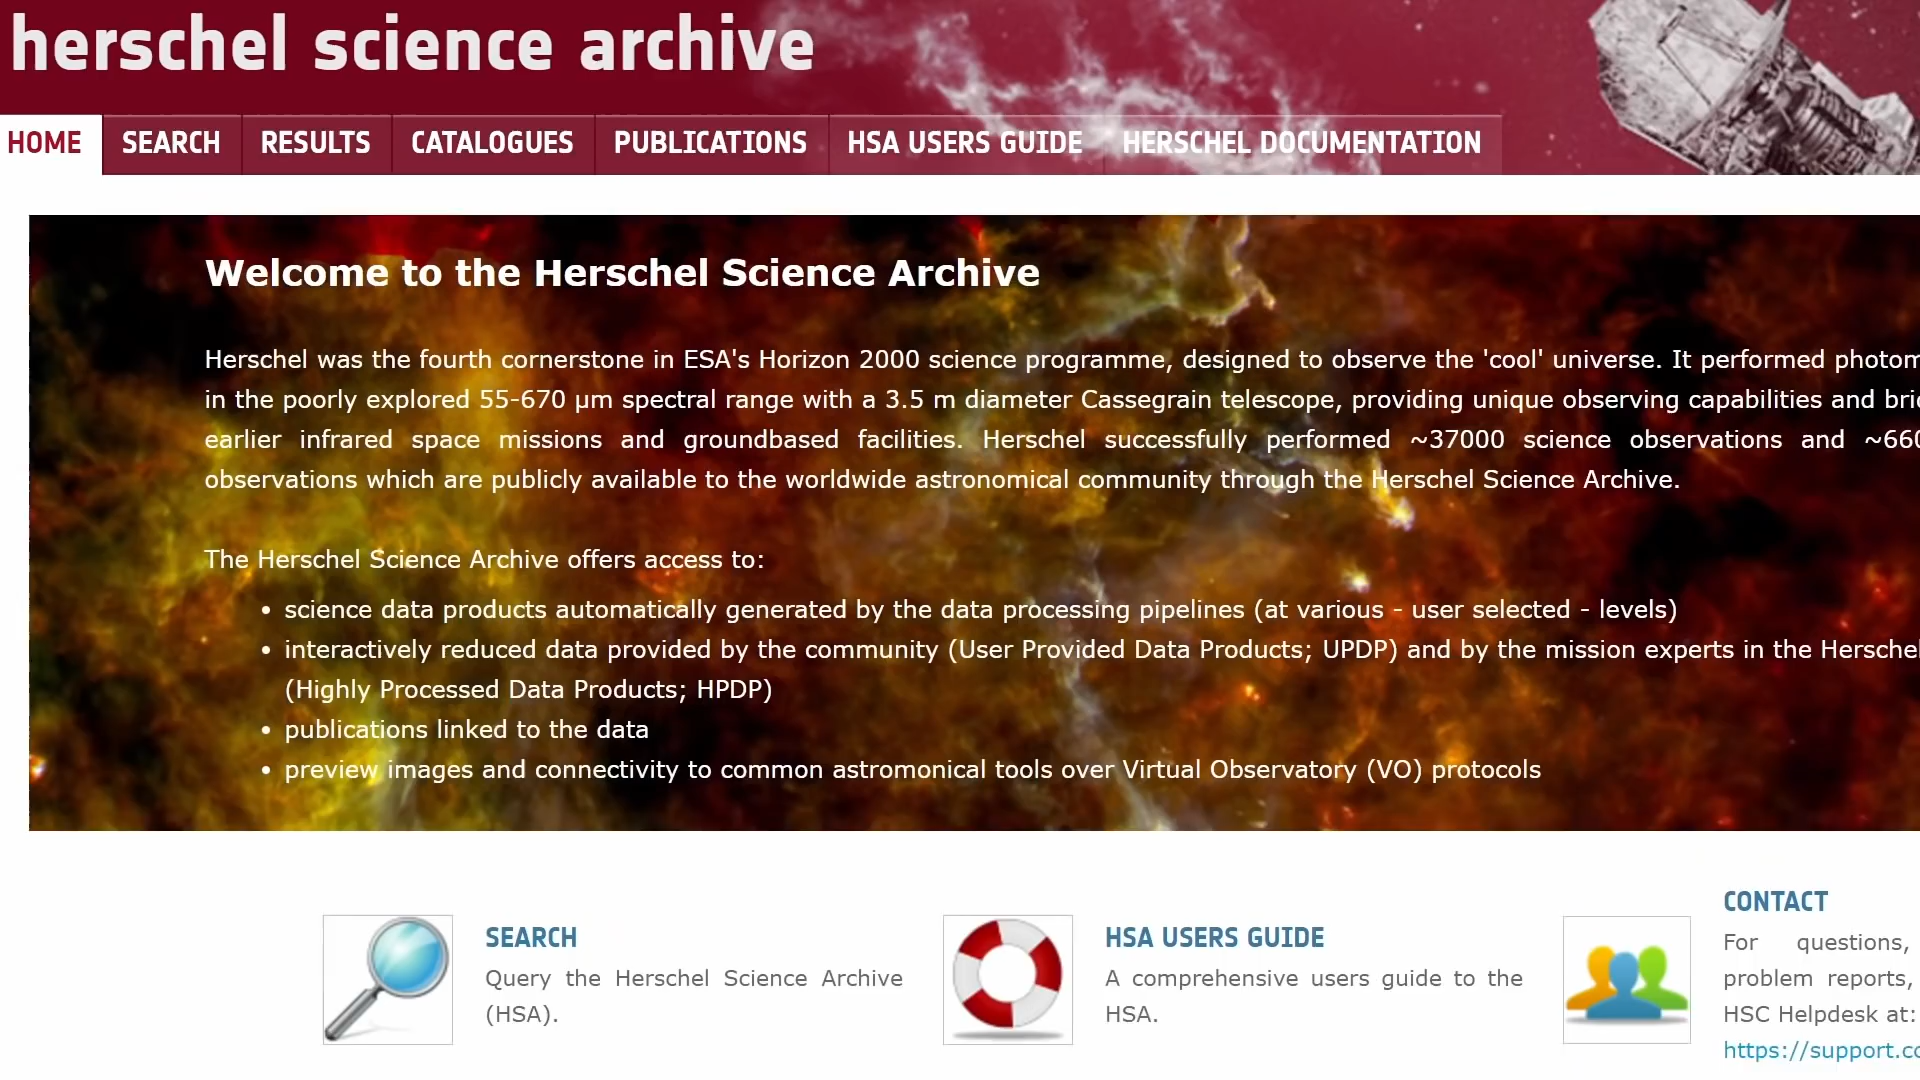 herschel science archive
HOME SEARCH RESULTS CATALOGUES PUBLICATIONS HSA USERS GUIDE HERSCHEL DOCUMENTATION
Welcome to the Herschel Science Archive
Herschel was the fourth cornerstone in ESA's Horizon 2000 science programme, designed to observe the 'cool' universe. It performed
in the poorly explored 55-670 µm spectral range with a 3.5 m diameter Cassegrain telescope, providing unique observing capabilities and
earlier infrared space missions and groundbased facilities. Herschel successfully performed ~37000 science observations and
observations which are publicly available to the worldwide astronomical community through the Herschel Science Archive.
The Herschel Science Archive offers access to:
• science data products automatically generated by the data processing pipelines (at various - user selected - levels)
• interactively reduced data provided by the community (User Provided Data Products; UPDP) and by the mission experts in the Herschel
(Highly Processed Data Products; HPDP)
• publications linked to the data
• preview images and connectivity to common astromonical tools over Virtual Observatory (VO) protocols
SEARCH
Query the Herschel Science Archive
(HSA).
HSA USERS GUIDE
A comprehensive users guide to the
HSA.
CONTACT
For questions,
problem reports,
HSC Helpdesk at:
https://support.co